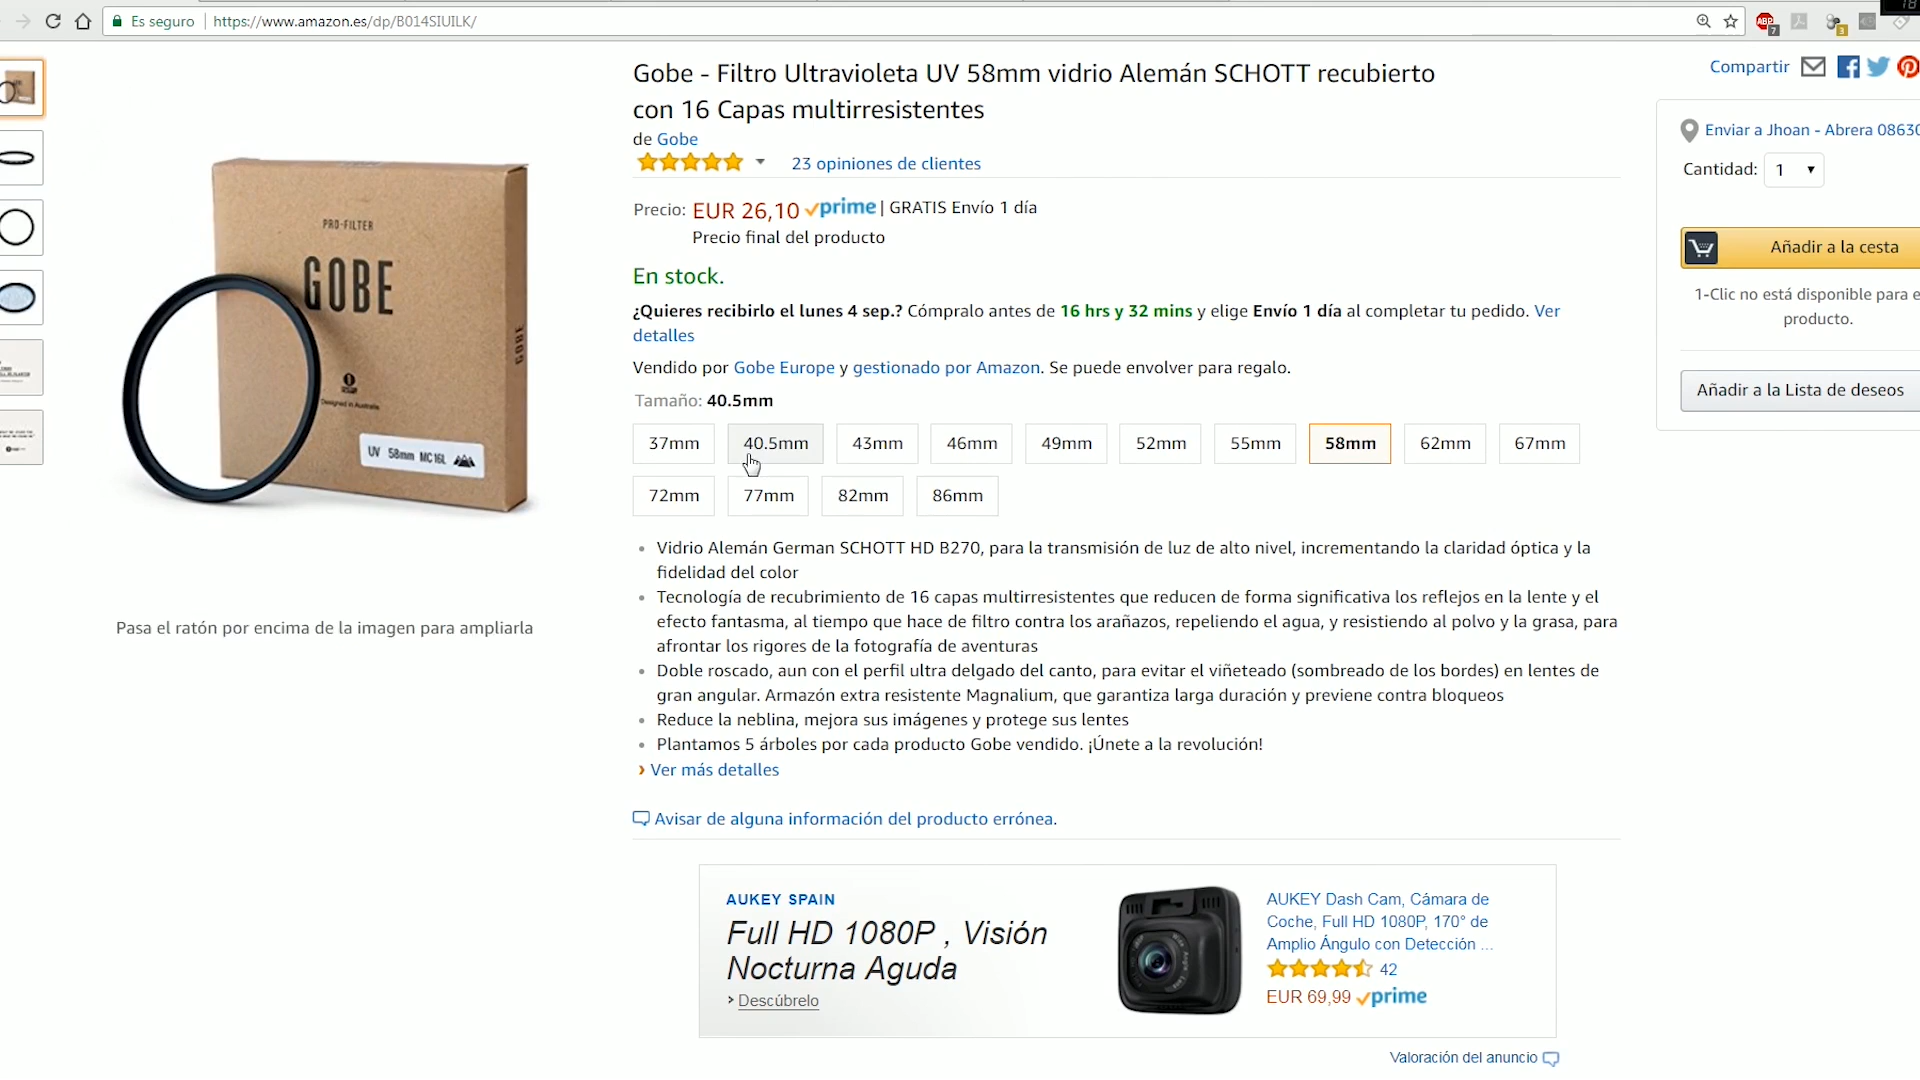 Es seguro
https://www.amazon.es/dp/B014SIUILK/
ABP
7
3
18
Gobe - Filtro Ultravioleta UV 58mm vidrio Alemán SCHOTT recubierto
con 16 Capas multirresistentes
de Gobe
23 opiniones de clientes
Precio: EUR 26,10 prime | GRATIS Envío 1 día
Precio final del producto
En stock.
¿Quieres recibirlo el lunes 4 sep.? Cómpralo antes de 16 hrs y 32 mins y elige Envío 1 día al completar tu pedido. Ver
detalles
Vendido por Gobe Europe y gestionado por Amazon. Se puede envolver para regalo.
Tamaño: 40.5mm
37mm 40.5mm 43mm 46mm 49mm 52mm 55mm 58mm 62mm 67mm
72mm 77mm 82mm 86mm
• Vidrio Alemán German SCHOTT HD B270, para la transmisión de luz de alto nivel, incrementando la claridad óptica y la
fidelidad del color
• Tecnología de recubrimiento de 16 capas multirresistentes que reducen de forma significativa los reflejos en la lente y el
efecto fantasma, al tiempo que hace de filtro contra los arañazos, repeliendo el agua, y resistiendo al polvo y la grasa, para
afrontar los rigores de la fotografía de aventuras
• Doble roscado, aun con el perfil ultra delgado del canto, para evitar el viñeteado (sombreado de los bordes) en lentes de
gran angular. Armazón extra resistente Magnalium, que garantiza larga duración y previene contra bloqueos
• Reduce la neblina, mejora sus imágenes y protege sus lentes
• Plantamos 5 árboles por cada producto Gobe vendido. ¡Únete a la revolución!
› Ver más detalles
Avisar de alguna información del producto errónea.
PRO-FILTER
GOBE
GOBE
Designed in Australia
UV 58mm MC16L
Pasa el ratón por encima de la imagen para ampliarla
Compartir
Enviar a Jhoan - Abrera 08630
Cantidad: 1
Añadir a la cesta
1-Clic no está disponible para e
producto.
Añadir a la Lista de deseos
AUKEY SPAIN
Full HD 1080P , Visión
Nocturna Aguda
› Descúbrelo
AUKEY Dash Cam, Cámara de
Coche, Full HD 1080P, 170° de
Amplio Ángulo con Detección ...
42
EUR 69,99 prime
Valoración del anuncio